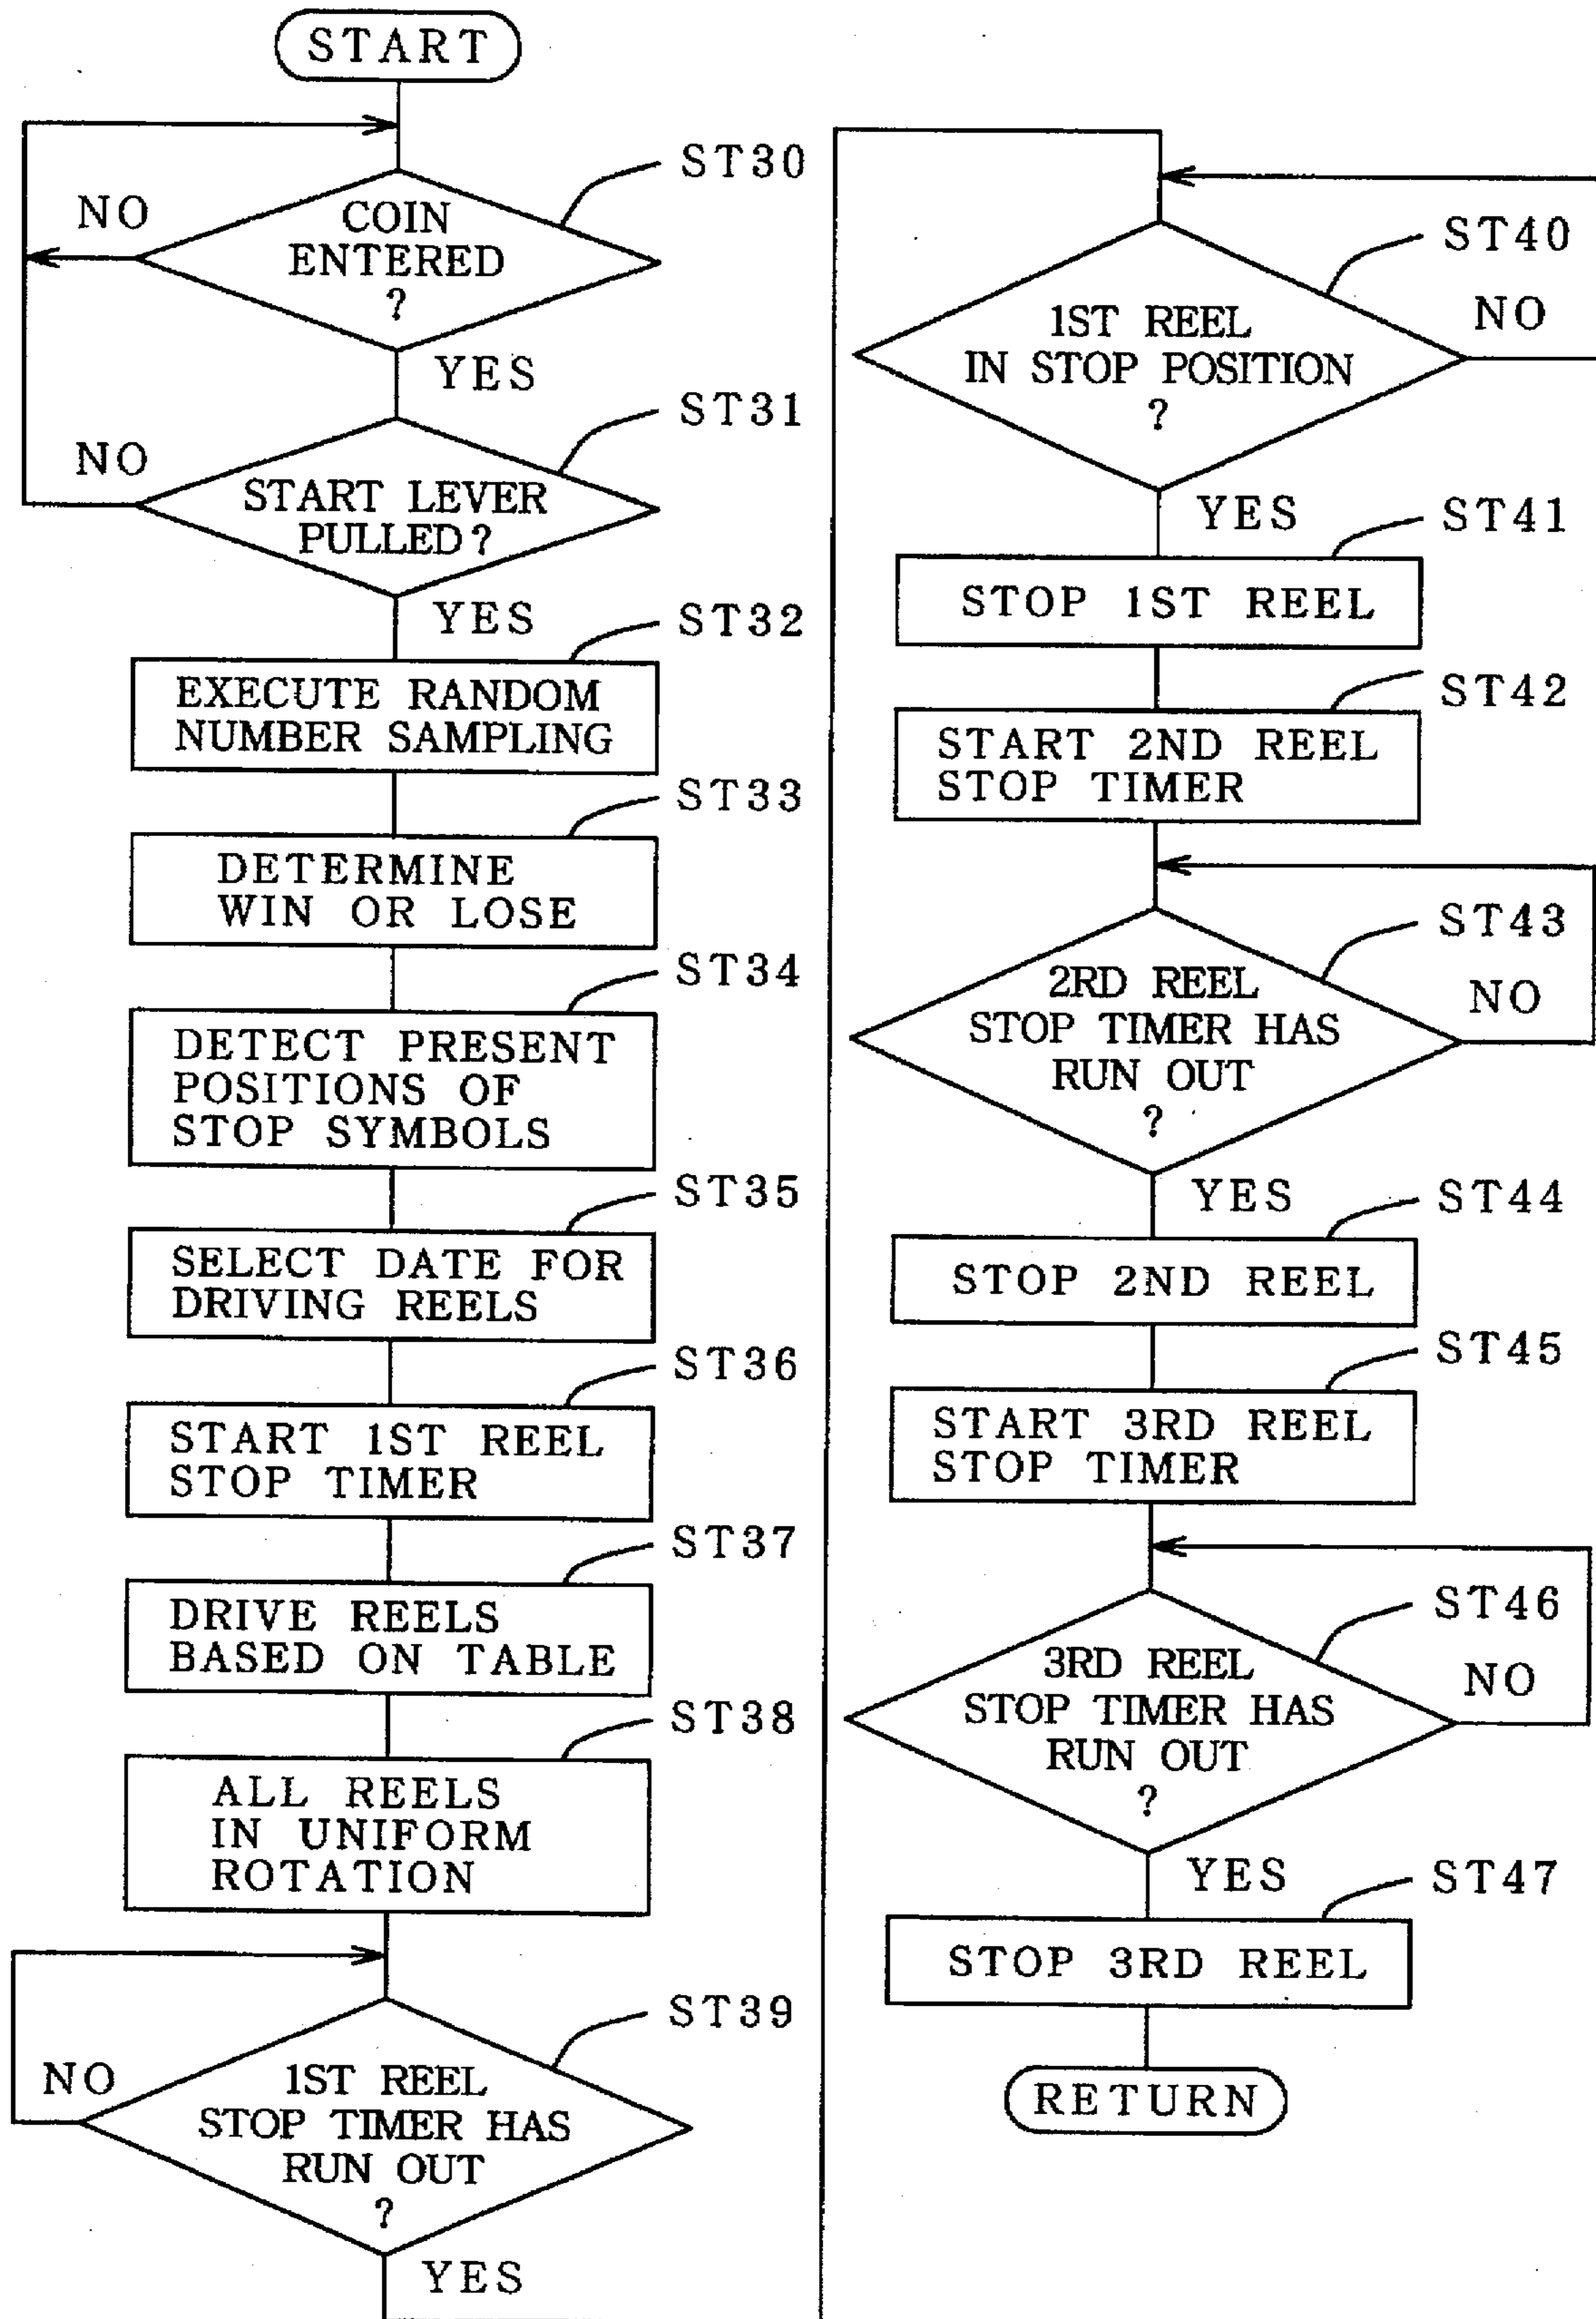 START
ST30
NO
COIN
ENTERED
?
YES
ST31
NO
START LEVER
PULLED?
YES
ST32
EXECUTE RANDOM
NUMBER SAMPLING
ST33
DETERMINE
WIN OR LOSE
ST34
DETECT PRESENT
POSITIONS OF
STOP SYMBOLS
ST35
SELECT DATE FOR
DRIVING REELS
ST36
START 1ST REEL
STOP TIMER
ST37
DRIVE REELS
BASED ON TABLE
ST38
ALL REELS
IN UNIFORM
ROTATION
ST39
NO
1ST REEL
STOP TIMER HAS
RUN OUT
?
YES
ST40
NO
1ST REEL
IN STOP POSITION
?
YES
ST41
STOP 1ST REEL
ST42
START 2ND REEL
STOP TIMER
ST43
2RD REEL
NO
STOP TIMER HAS
RUN OUT
?
YES
ST44
STOP 2ND REEL
ST45
START 3RD REEL
STOP TIMER
ST46
3RD REEL
NO
STOP TIMER HAS
RUN OUT
?
YES
ST47
STOP 3RD REEL
RETURN